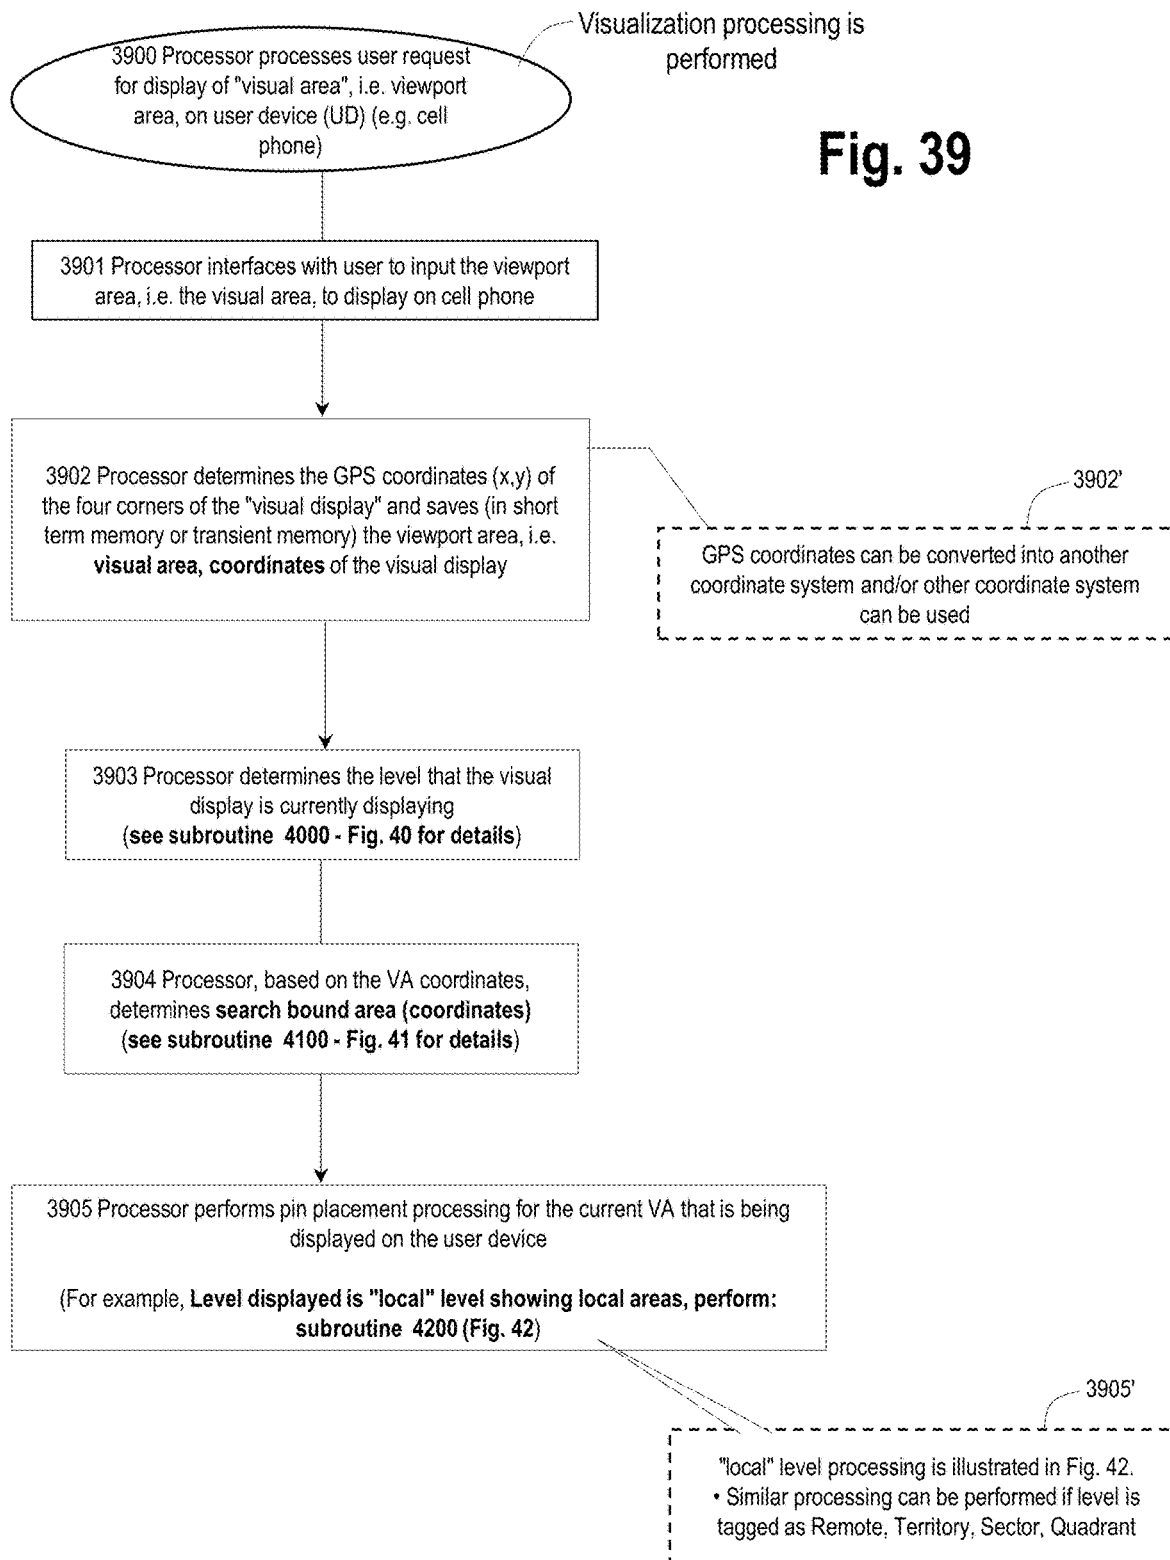 Visualization processing is
performed
3900 Processor processes user request
for display of "visual area", i.e. viewport
area, on user device (UD) (e.g. cell
phone)
Fig. 39
3901 Processor interfaces with user to input the viewport
area, i.e. the visual area, to display on cell phone
3902 Processor determines the GPS coordinates (x,y) of
the four corners of the "visual display" and saves (in short
term memory or transient memory) the viewport area, i.e.
visual area, coordinates of the visual display
3902'
GPS coordinates can be converted into another
coordinate system and/or other coordinate system
can be used
3903 Processor determines the level that the visual
display is currently displaying
(see subroutine 4000 - Fig. 40 for details)
3904 Processor, based on the VA coordinates,
determines search bound area (coordinates)
(see subroutine 4100 - Fig. 41 for details)
3905 Processor performs pin placement processing for the current VA that is being
displayed on the user device
(For example, Level displayed is "local" level showing local areas, perform:
subroutine 4200 (Fig. 42)
3905'
"local" level processing is illustrated in Fig. 42.
• Similar processing can be performed if level is
tagged as Remote, Territory, Sector, Quadrant